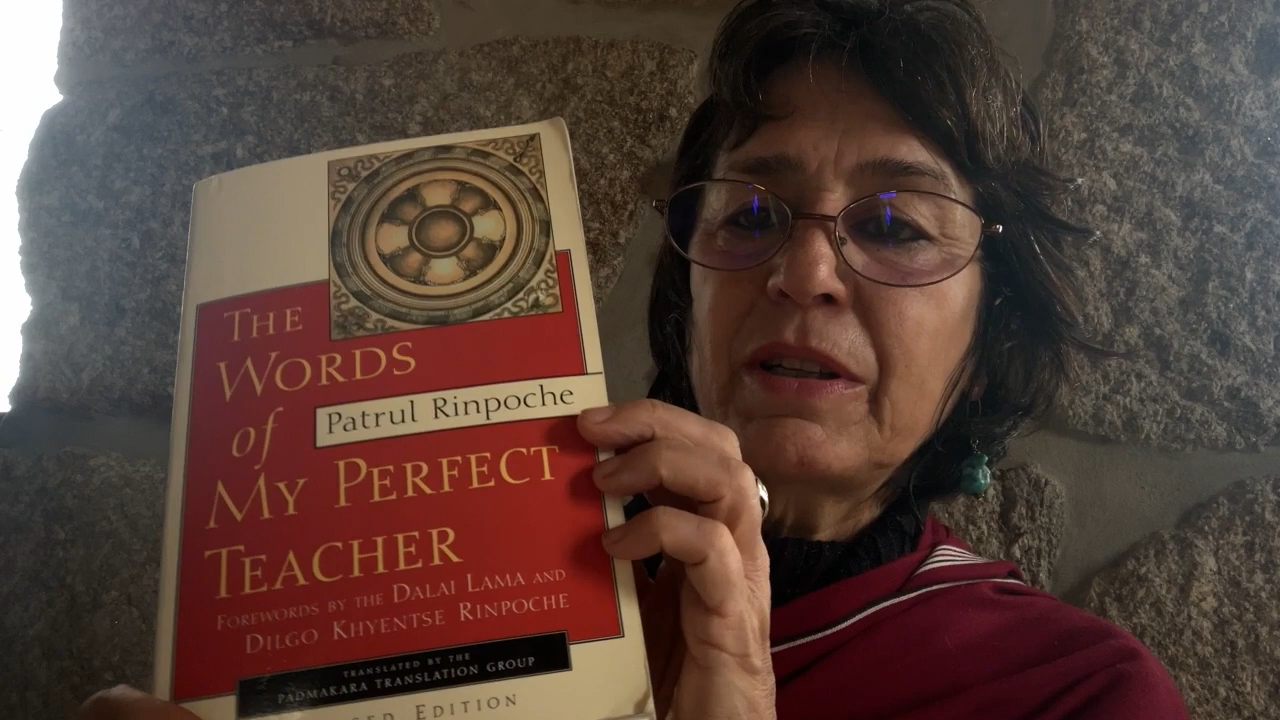 THE
WORDS
of
Patrul Rinpoche
MY PERFECT
TEACHER
FOREWORDS BY THE DALAI LAMA AND
DILGO KHYENTSE RINPOCHE
TRANSLATED BY THE
PADMAKARA TRANSLATION GROUP
EDITION